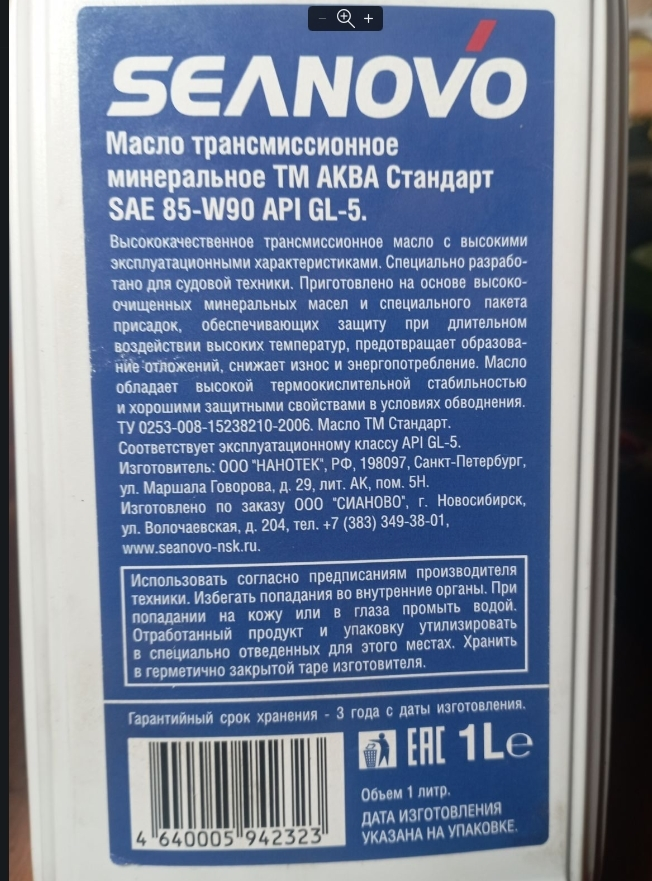 SEANOVO
Масло трансмиссионное
минеральное ТМ АКВА Стандарт
SAE 85-W90 API GL-5.
Высококачественное трансмиссионное масло с высокими
эксплуатационными характеристиками. Специально разрабо-
тано для судовой техники. Приготовлено на основе высоко-
очищенных минеральных масел и специального пакета
присадок, обеспечивающих защиту при длительном
воздействии высоких температур, предотвращает образова-
ние отложений, снижает износ и энергопотребление. Масло
обладает высокой термоокислительной стабильностью
и хорошими защитными свойствами в условиях обводнения.
ТУ 0253-008-15238210-2006. Масло ТМ Стандарт.
Соответствует эксплуатационному классу API GL-5.
Изготовитель: ООО "НАНОТЕК", РФ, 198097, Санкт-Петербург,
ул. Маршала Говорова, д. 29, лит. АК, пом. 5Н.
Изготовлено по заказу ООО "СИАНОВО", г. Новосибирск,
ул. Волочаевская, д. 204, тел. +7 (383) 349-38-01,
www.seanovo-nsk.ru.
Использовать согласно предписаниям производителя
техники. Избегать попадания во внутренние органы. При
попадании на кожу или в глаза промыть водой.
Отработанный продукт и упаковку утилизировать
в специально отведенных для этого местах. Хранить
в герметично закрытой таре изготовителя.
Гарантийный срок хранения - 3 года с даты изготовления.
EAC 1L℮
Объем 1 литр.
ДАТА ИЗГОТОВЛЕНИЯ
УКАЗАНА НА УПАКОВКЕ.
4 640005 942323